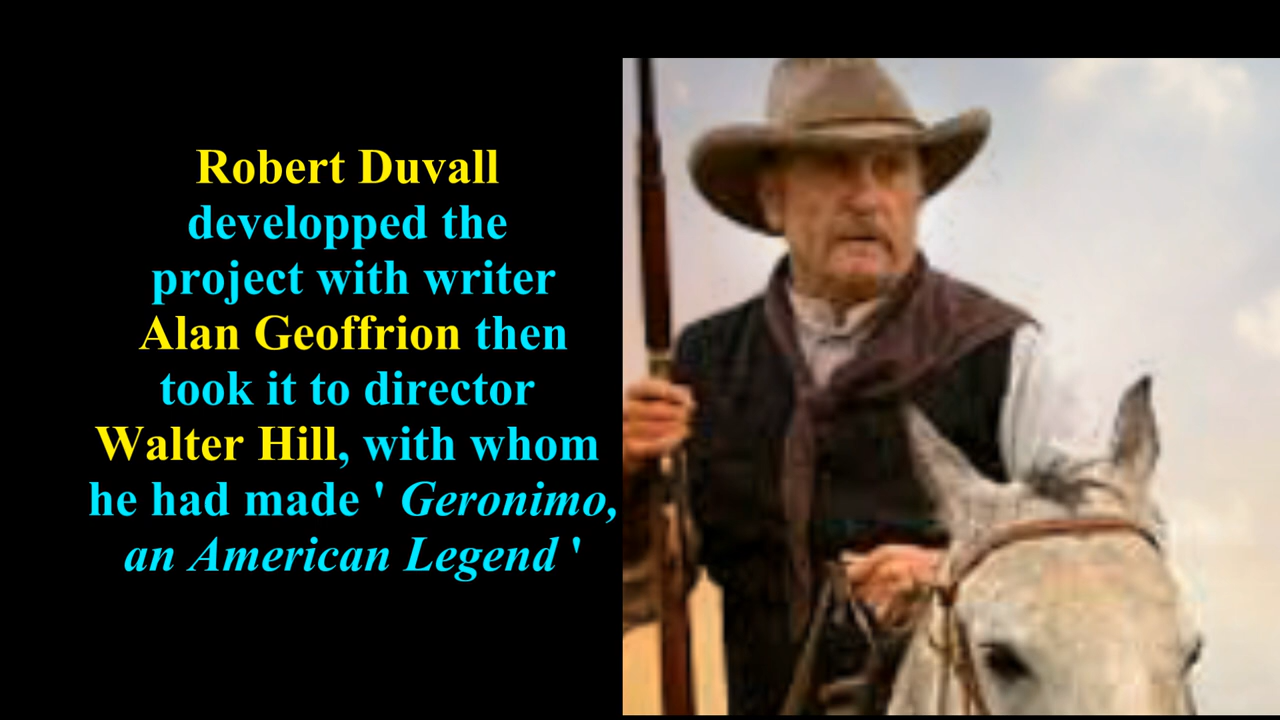 Robert Duvall
developped the
project with writer
Alan Geoffrion then
took it to director
Walter Hill, with whom
he had made ' Geronimo,
an American Legend '